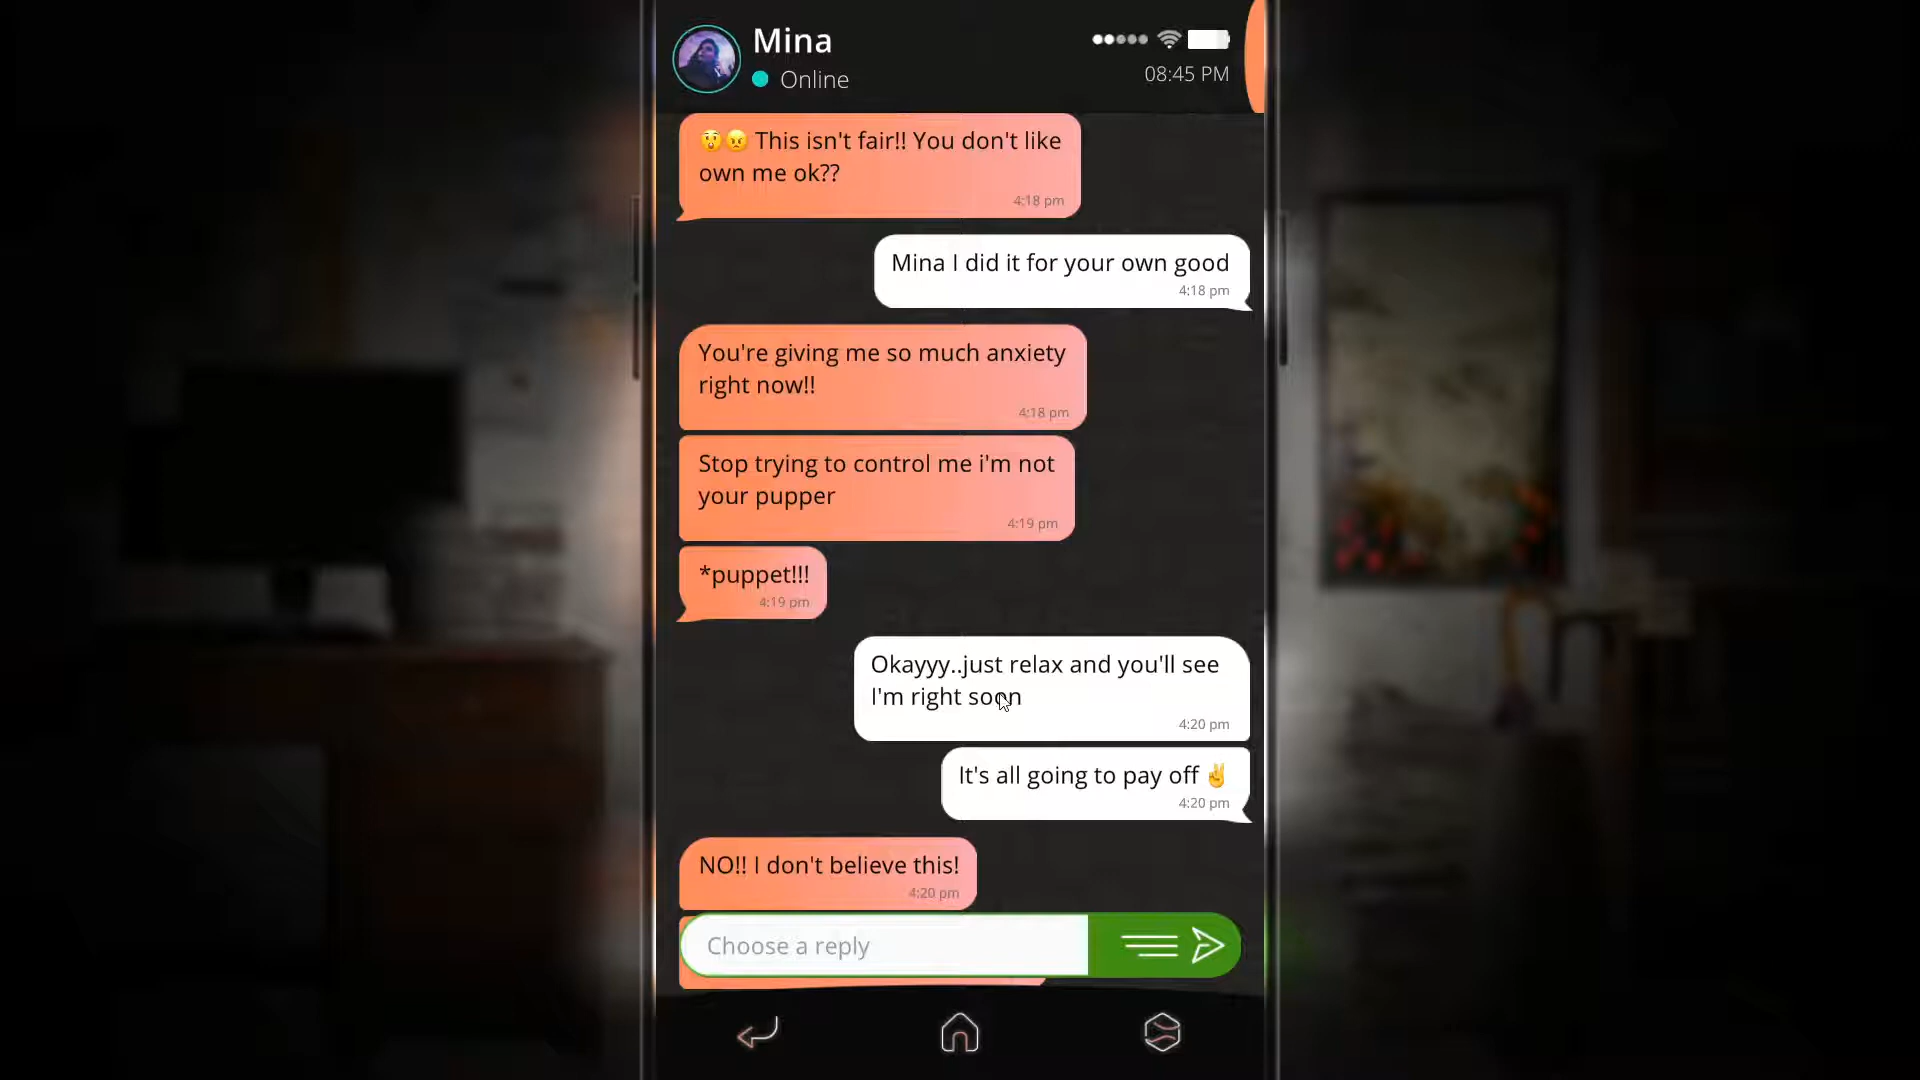 Mina
Online
08:45 PM
😲😠 This isn't fair!! You don't like
own me ok??
4:18 pm
Mina I did it for your own good
4:18 pm
You're giving me so much anxiety
right now!!
4:18 pm
Stop trying to control me i'm not
your pupper
4:19 pm
*puppet!!!
4:19 pm
Okayyy..just relax and you'll see
I'm right soon
4:20 pm
It's all going to pay off ✌
4:20 pm
NO!! I don't believe this!
4:20 pm
Choose a reply